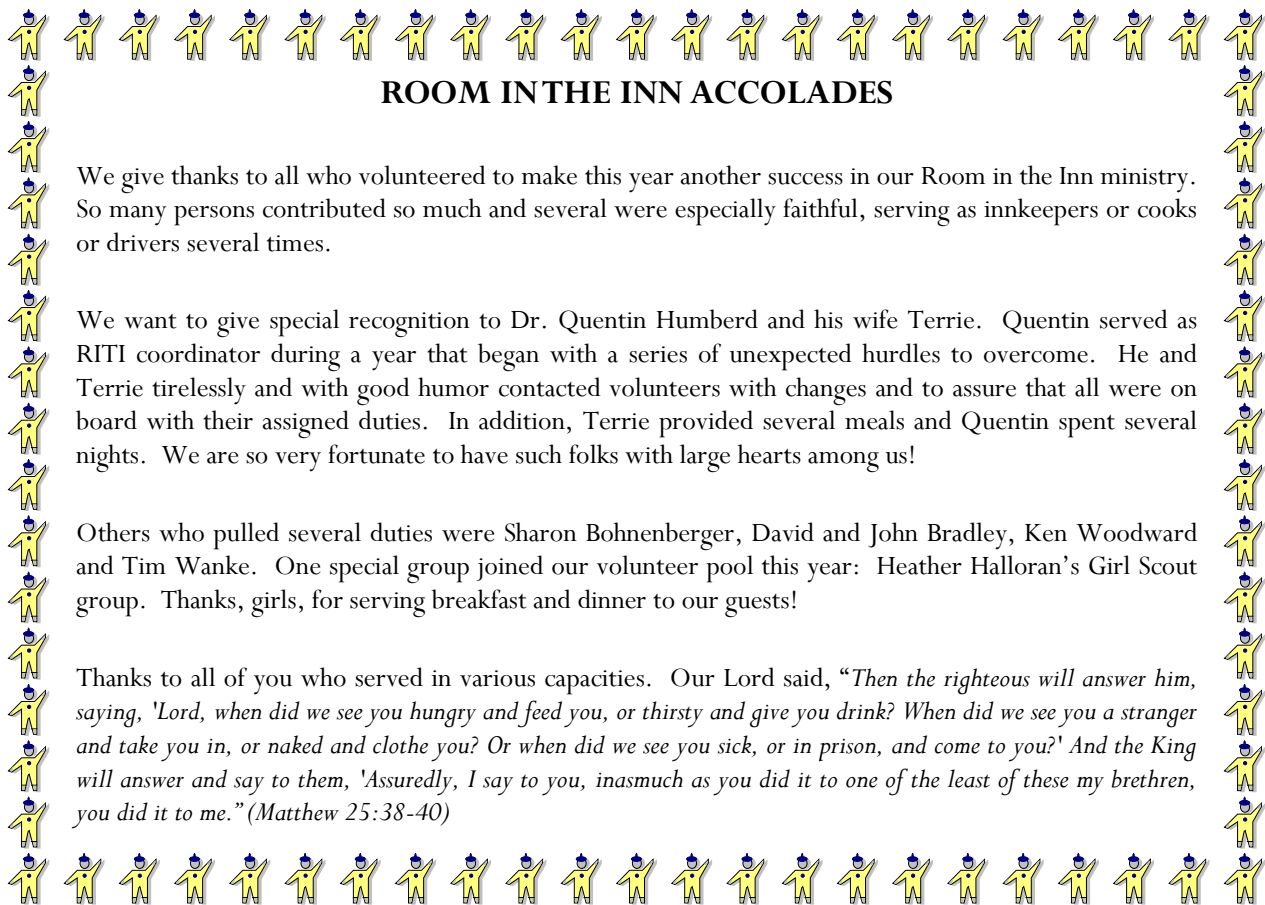 ROOM IN THE INN ACCOLADES
We give thanks to all who volunteered to make this year another success in our Room in the Inn ministry.
So many persons contributed so much and several were especially faithful, serving as innkeepers or cooks
or drivers several times.
We want to give special recognition to Dr. Quentin Humberd and his wife Terrie. Quentin served as
RITI coordinator during a year that began with a series of unexpected hurdles to overcome. He and
Terrie tirelessly and with good humor contacted volunteers with changes and to assure that all were on
board with their assigned duties. In addition, Terrie provided several meals and Quentin spent several
nights. We are so very fortunate to have such folks with large hearts among us!
Others who pulled several duties were Sharon Bohnenberger, David and John Bradley, Ken Woodward
and Tim Wanke. One special group joined our volunteer pool this year: Heather Halloran’s Girl Scout
group. Thanks, girls, for serving breakfast and dinner to our guests!
Thanks to all of you who served in various capacities. Our Lord said, “Then the righteous will answer him,
saying, 'Lord, when did we see you hungry and feed you, or thirsty and give you drink? When did we see you a stranger
and take you in, or naked and clothe you? Or when did we see you sick, or in prison, and come to you?' And the King
will answer and say to them, 'Assuredly, I say to you, inasmuch as you did it to one of the least of these my brethren,
you did it to me.” (Matthew 25:38-40)